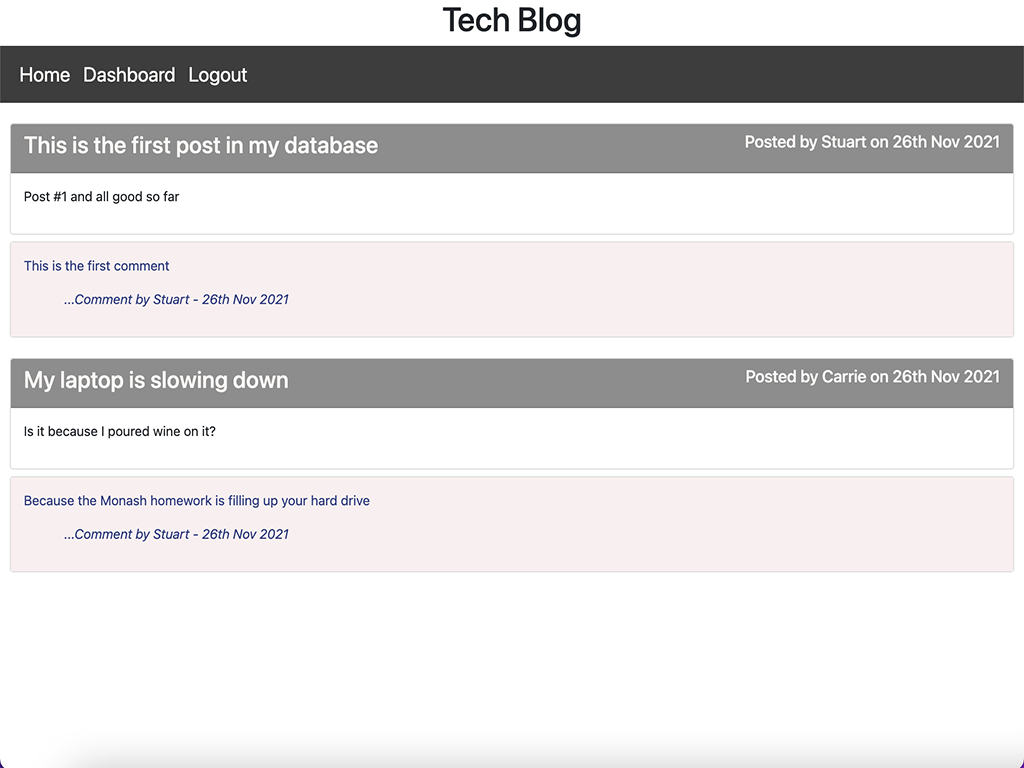 Tech Blog
Home Dashboard Logout
This is the first post in my database Posted by Stuart on 26th Nov 2021
Post #1 and all good so far
This is the first comment
...Comment by Stuart - 26th Nov 2021
My laptop is slowing down Posted by Carrie on 26th Nov 2021
Is it because I poured wine on it?
Because the Monash homework is filling up your hard drive
...Comment by Stuart - 26th Nov 2021